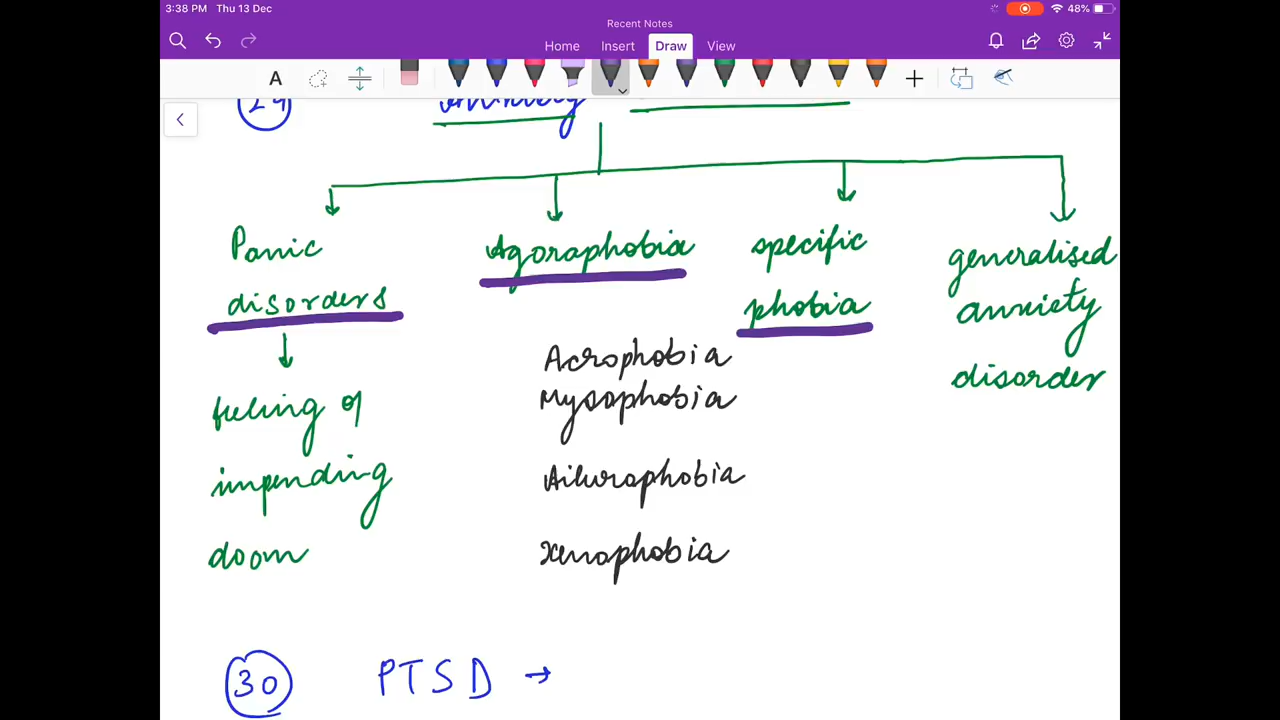 3:38 PM Thu 13 Dec
48%
Recent Notes
Home Insert Draw View
A
Panic
disorders
Agoraphobia
specific
phobia
generalised
anxiety
disorder
feeling of
impending
doom
Acrophobia
Mysophobia
Ailurophobia
Xenophobia
30 PTSD →